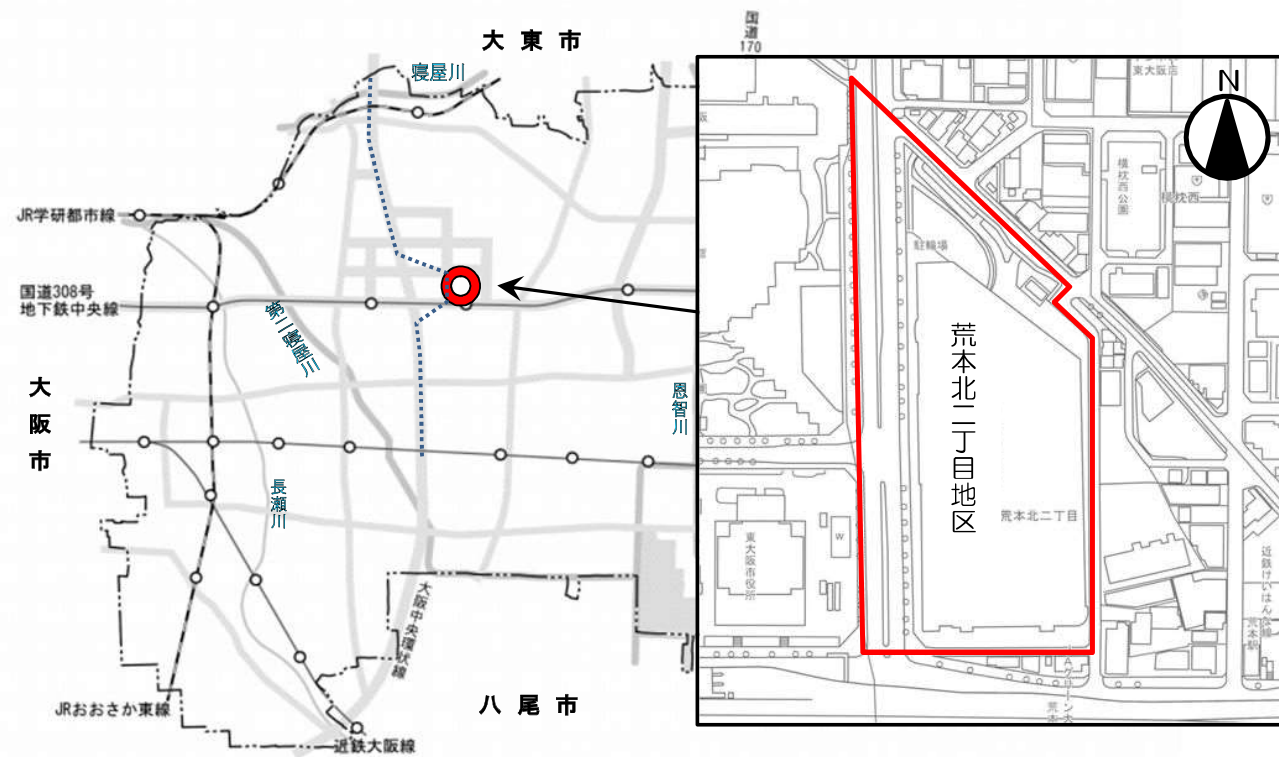 大東市
国道
170
寝屋川
JR学研都市線
国道308号
地下鉄中央線
第二寝屋川
大阪市
恩智川
長瀬川
大阪中央環状線
八尾市
JRおおさか東線
近鉄大阪線
東大阪店
N
横枕西公園
横枕西
駐輪場
荒本北二丁目地区
荒本北二丁目
東大阪市役所
W
近鉄けいはんな線
荒本駅